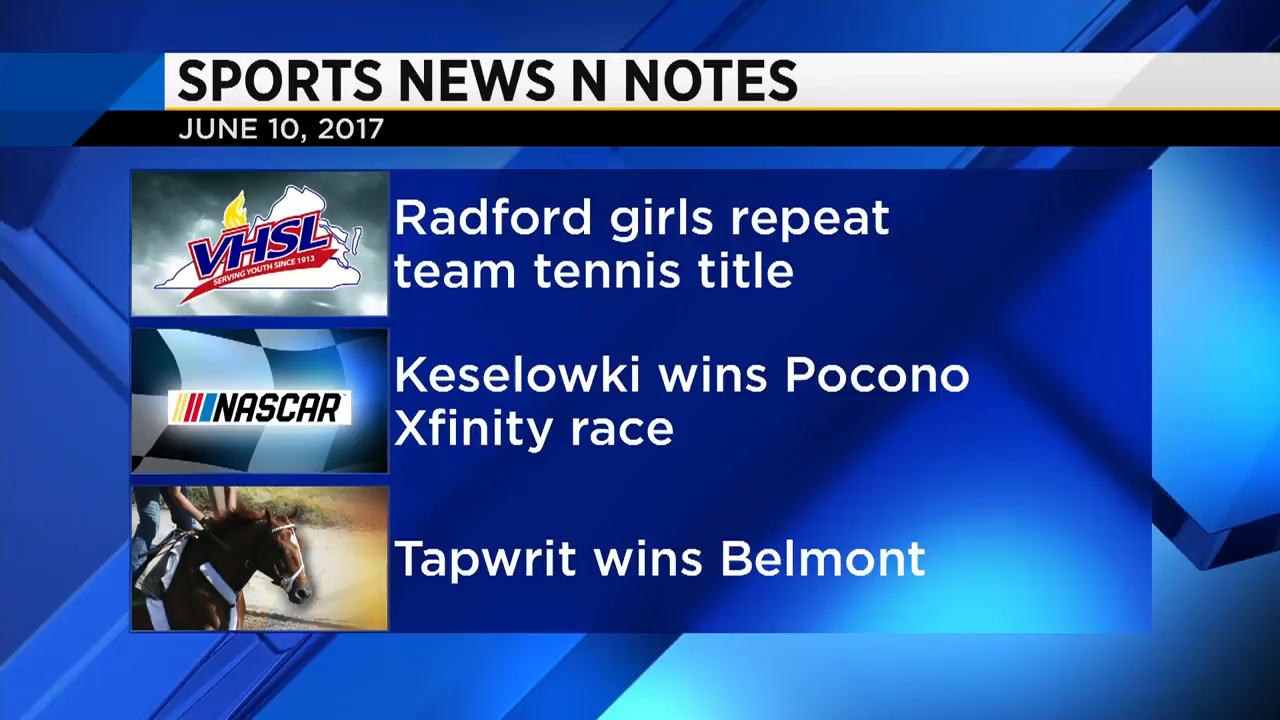 SPORTS NEWS N NOTES
JUNE 10, 2017
VHSL
SERVING YOUTH SINCE 1913
Radford girls repeat
team tennis title
NASCAR
Keselowki wins Pocono
Xfinity race
Tapwrit wins Belmont